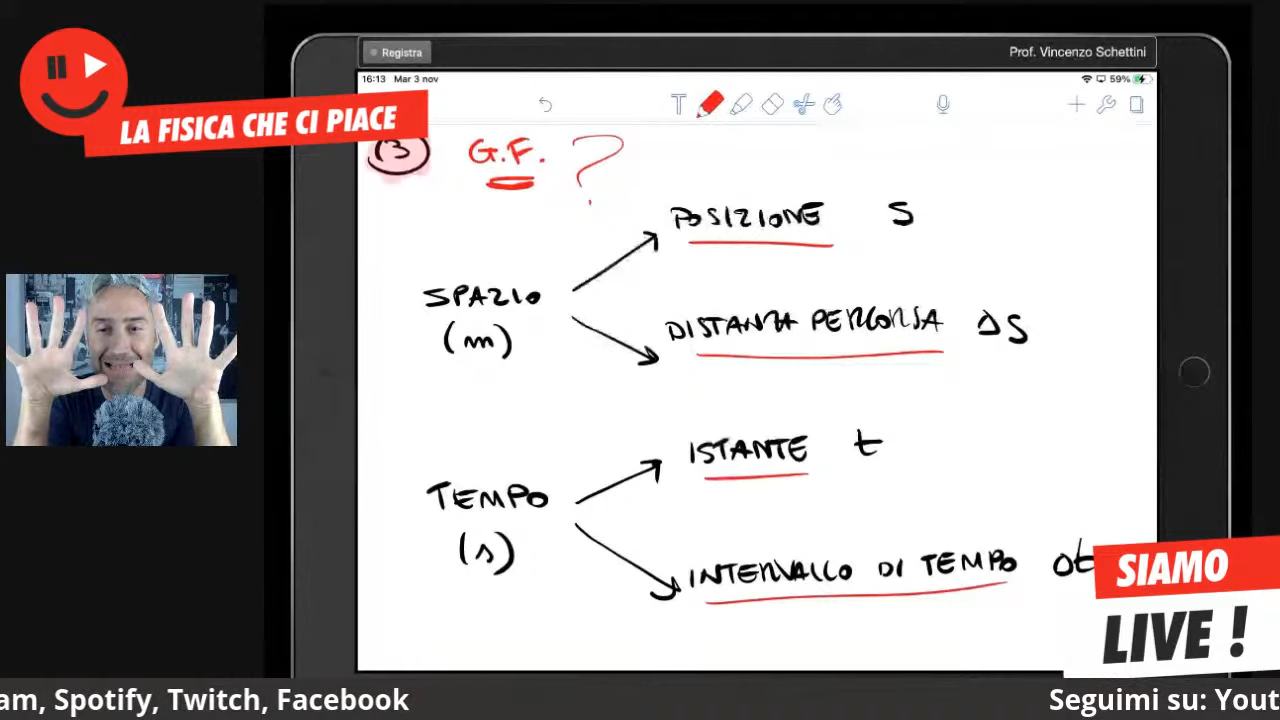 Registra
Prof. Vincenzo Schettini
16:13 Mar 3 nov
59%
LA FISICA CHE CI PIACE
G.F. ?
POSIZIONE S
SPAZIO
(m)
DISTANZA PERCORSA ΔS
ISTANTE t
TEMPO
(s)
INTERVALLO DI TEMPO Δt
SIAMO
LIVE !
am, Spotify, Twitch, Facebook
Seguimi su: Yout